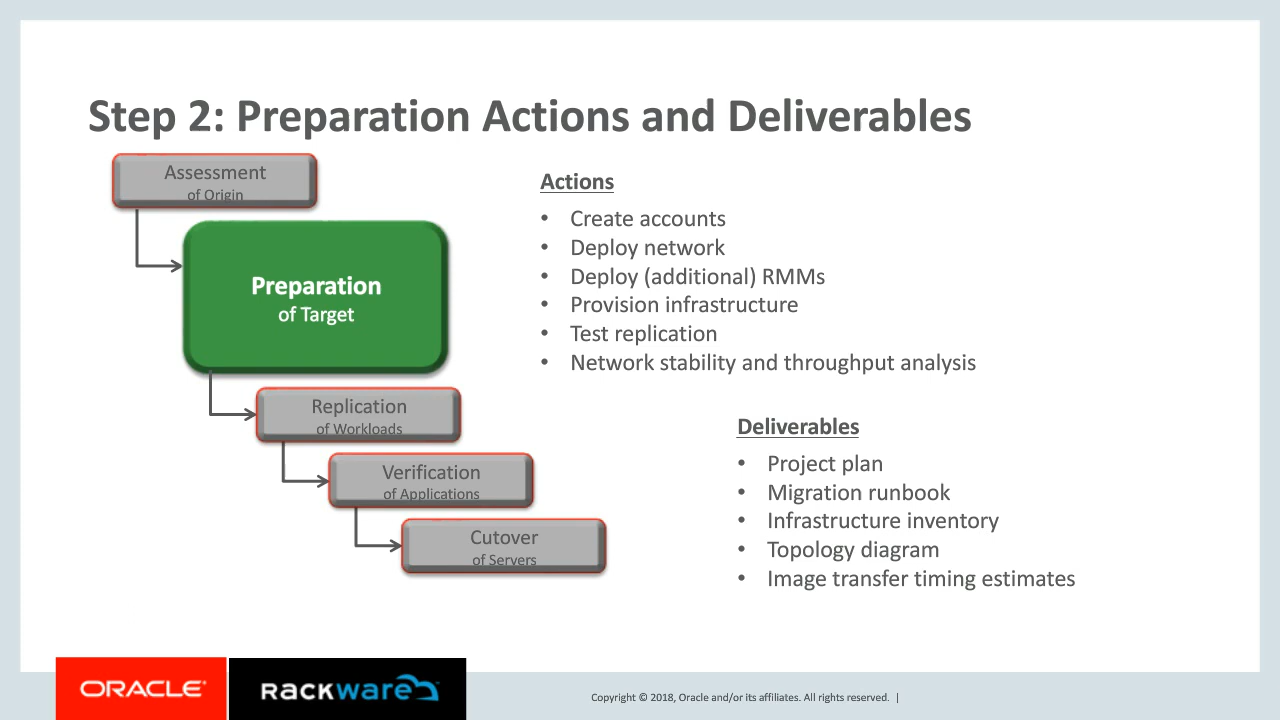 Step 2: Preparation Actions and Deliverables
Assessment
of Origin
Preparation
of Target
Replication
of Workloads
Verification
of Applications
Cutover
of Servers
Actions
• Create accounts
• Deploy network
• Deploy (additional) RMMs
• Provision infrastructure
• Test replication
• Network stability and throughput analysis
Deliverables
• Project plan
• Migration runbook
• Infrastructure inventory
• Topology diagram
• Image transfer timing estimates
ORACLE®
RACKWARE
Copyright © 2018, Oracle and/or its affiliates. All rights reserved. |